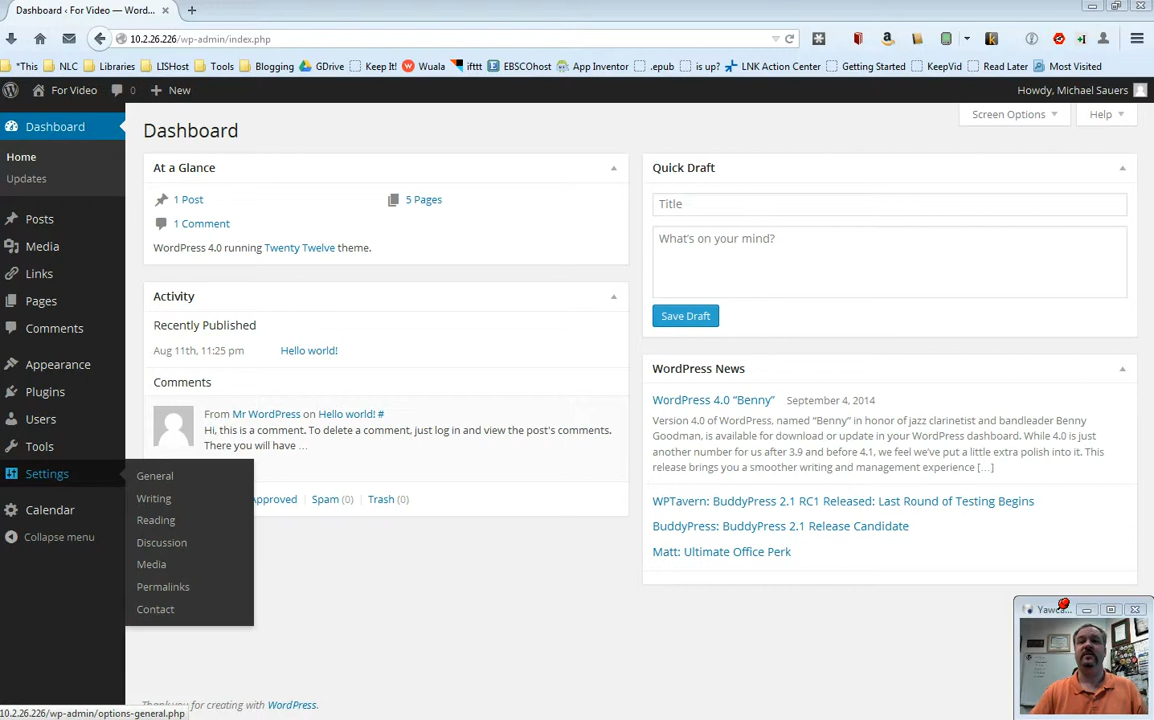 Dashboard ‹ For Video — Word...
10.2.26.226/wp-admin/index.php
*This NLC Libraries LISHost Tools Blogging GDrive Keep It! Wuala ifttt EBSCOhost App Inventor .epub is up? LNK Action Center Getting Started KeepVid Read Later Most Visited
For Video 0 New Howdy, Michael Sauers
Screen Options Help
Dashboard
Home
Updates
Posts
Media
Links
Pages
Comments
Appearance
Plugins
Users
Tools
Settings
Calendar
Collapse menu
General
Writing
Reading
Discussion
Media
Permalinks
Contact
Dashboard
At a Glance
1 Post 5 Pages
1 Comment
WordPress 4.0 running Twenty Twelve theme.
Activity
Recently Published
Aug 11th, 11:25 pm Hello world!
Comments
From Mr WordPress on Hello world! #
Hi, this is a comment. To delete a comment, just log in and view the post's comments.
There you will have …
Approved Spam (0) Trash (0)
Quick Draft
Title
What's on your mind?
Save Draft
WordPress News
WordPress 4.0 “Benny” September 4, 2014
Version 4.0 of WordPress, named “Benny” in honor of jazz clarinetist and bandleader Benny
Goodman, is available for download or update in your WordPress dashboard. While 4.0 is just
another number for us after 3.9 and before 4.1, we feel we've put a little extra polish into it. This
release brings you a smoother writing and management experience […]
WPTavern: BuddyPress 2.1 RC1 Released: Last Round of Testing Begins
BuddyPress: BuddyPress 2.1 Release Candidate
Matt: Ultimate Office Perk
Yawc...
Thank you for creating with WordPress.
10.2.26.226/wp-admin/options-general.php